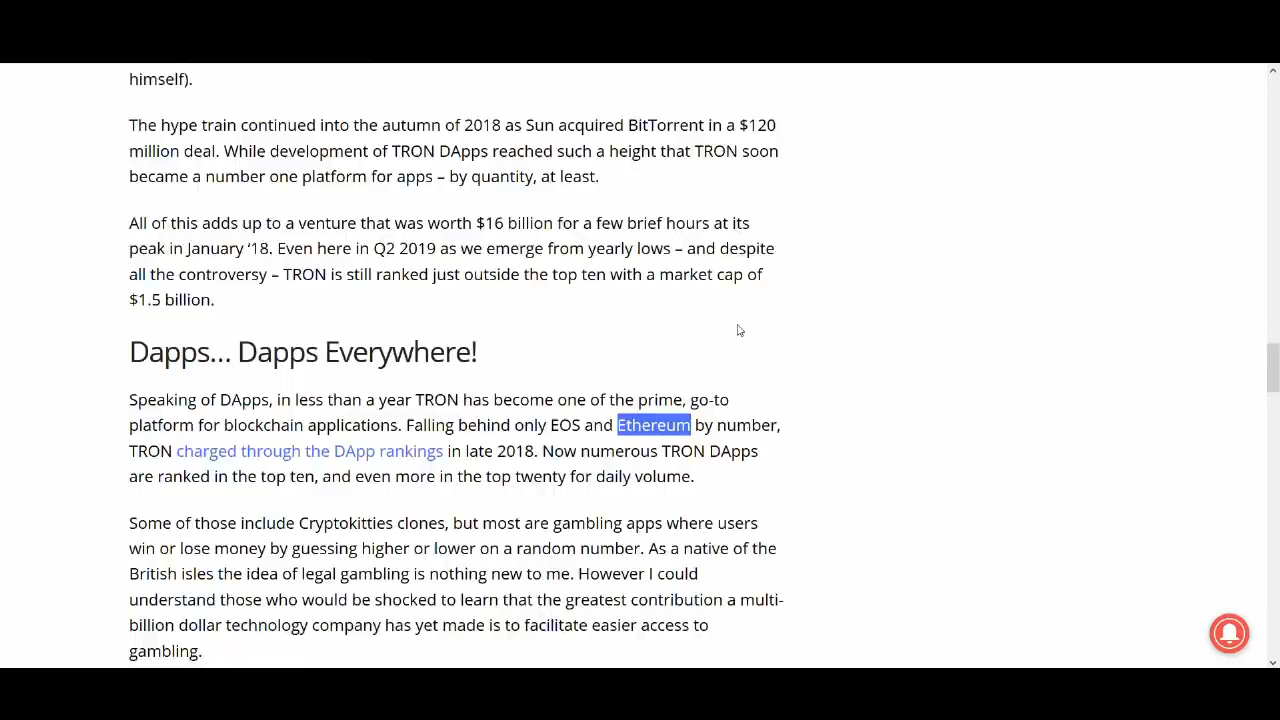 himself).
The hype train continued into the autumn of 2018 as Sun acquired BitTorrent in a $120
million deal. While development of TRON DApps reached such a height that TRON soon
became a number one platform for apps – by quantity, at least.
All of this adds up to a venture that was worth $16 billion for a few brief hours at its
peak in January ‘18. Even here in Q2 2019 as we emerge from yearly lows – and despite
all the controversy – TRON is still ranked just outside the top ten with a market cap of
$1.5 billion.
Dapps… Dapps Everywhere!
Speaking of DApps, in less than a year TRON has become one of the prime, go-to
platform for blockchain applications. Falling behind only EOS and Ethereum by number,
TRON charged through the DApp rankings in late 2018. Now numerous TRON DApps
are ranked in the top ten, and even more in the top twenty for daily volume.
Some of those include Cryptokitties clones, but most are gambling apps where users
win or lose money by guessing higher or lower on a random number. As a native of the
British isles the idea of legal gambling is nothing new to me. However I could
understand those who would be shocked to learn that the greatest contribution a multi-
billion dollar technology company has yet made is to facilitate easier access to
gambling.